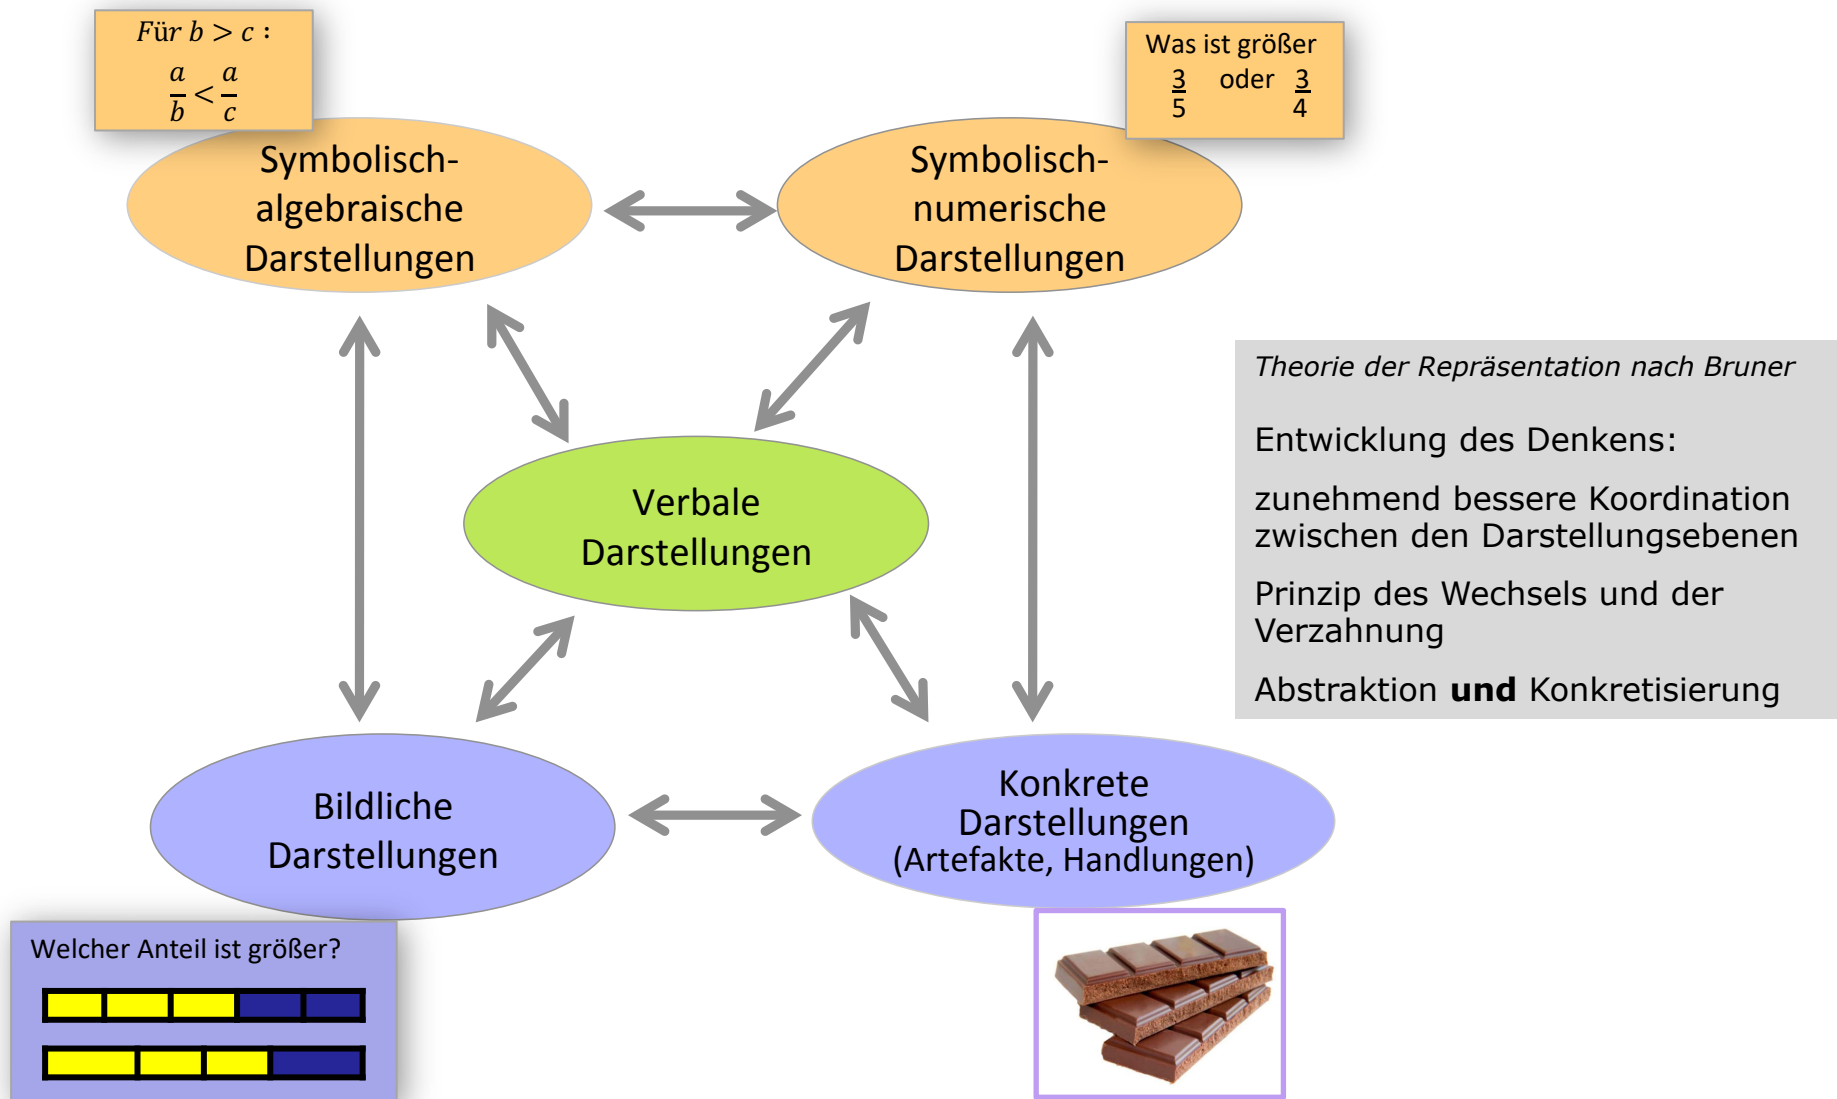 Für b > c :
a/b < a/c
Was ist größer
3/5 oder 3/4
Symbolisch-
algebraische
Darstellungen
Symbolisch-
numerische
Darstellungen
Theorie der Repräsentation nach Bruner
Entwicklung des Denkens:
zunehmend bessere Koordination
zwischen den Darstellungsebenen
Prinzip des Wechsels und der
Verzahnung
Abstraktion und Konkretisierung
Verbale
Darstellungen
Bildliche
Darstellungen
Konkrete
Darstellungen
(Artefakte, Handlungen)
Welcher Anteil ist größer?